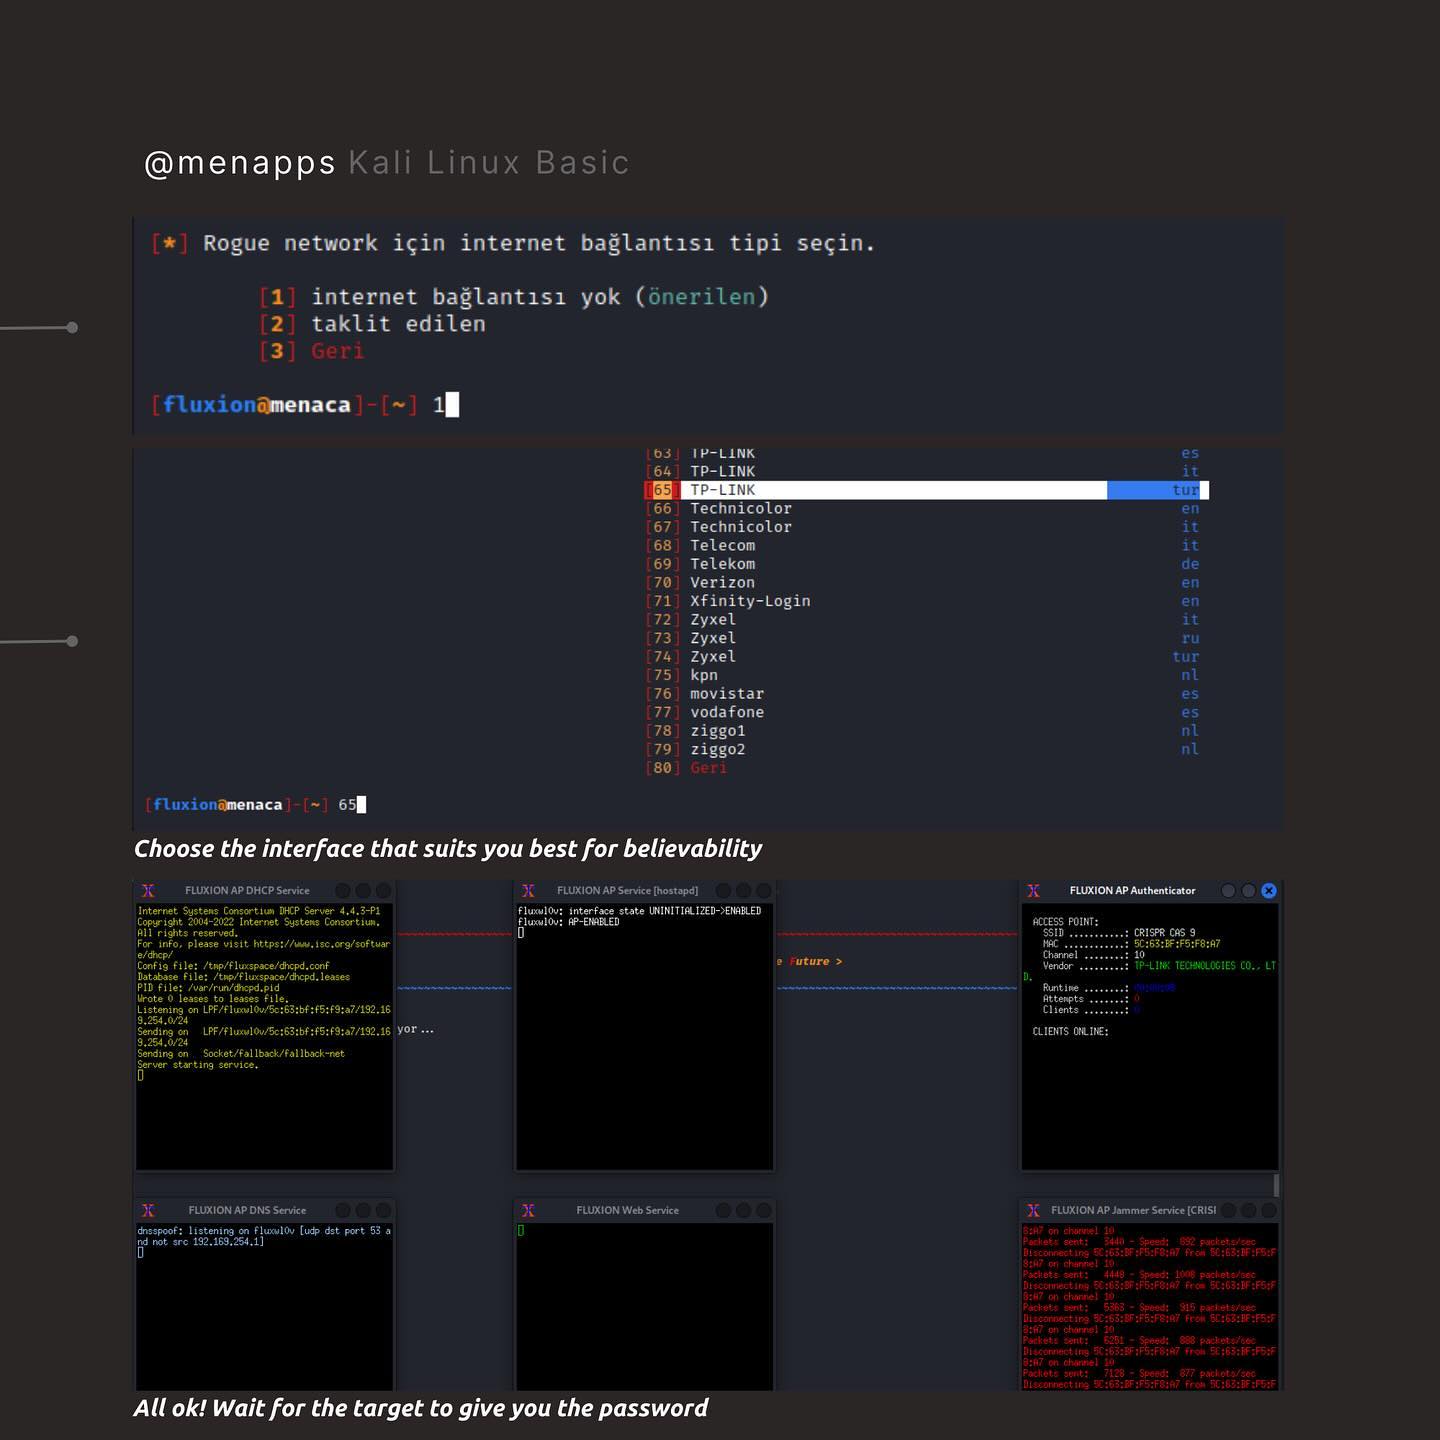 @menapps Kali Linux Basic
[*] Rogue network için internet bağlantısı tipi seçin.
[1] internet bağlantısı yok (önerilen)
[2] taklit edilen
[3] Geri
[fluxion@menaca]-[~] 1
[63] TP-LINK es
[64] TP-LINK it
[65] TP-LINK tur
[66] Technicolor en
[67] Technicolor it
[68] Telecom it
[69] Telekom de
[70] Verizon en
[71] Xfinity-Login en
[72] Zyxel it
[73] Zyxel ru
[74] Zyxel tur
[75] kpn nl
[76] movistar es
[77] vodafone es
[78] ziggo1 nl
[79] ziggo2 nl
[80] Geri
[fluxion@menaca]-[~] 65
Choose the interface that suits you best for believability
FLUXION AP DHCP Service
Internet Systems Consortium DHCP Server 4.4.3-P1
Copyright 2004-2022 Internet Systems Consortium.
All rights reserved.
For info, please visit https://www.isc.org/softwar
e/dhcp/
Config file: /tmp/fluxspace/dhcpd.conf
Database file: /tmp/fluxspace/dhcpd.leases
PID file: /var/run/dhcpd.pid
Wrote 0 leases to leases file.
Listening on LPF/fluxwl0v/5c:63:bf:f5:f9:a7/192.16
9.254.0/24
Sending on   LPF/fluxwl0v/5c:63:bf:f5:f9:a7/192.16
9.254.0/24
Sending on   Socket/fallback/fallback-net
Server starting service.
FLUXION AP Service [hostapd]
fluxwl0v: interface state UNINITIALIZED->ENABLED
fluxwl0v: AP-ENABLED
e Future >
yor...
FLUXION AP Authenticator
ACCESS POINT:
SSID ...........: CRISPR CAS 9
MAC ............: 5C:63:BF:F5:F8:A7
Channel ........: 10
Vendor .........: TP-LINK TECHNOLOGIES CO., LT
D.
Runtime ........: 00:00:08
Attempts .......: 0
Clients ........: 0
CLIENTS ONLINE:
FLUXION AP DNS Service
dnsspoof: listening on fluxwl0v [udp dst port 53 a
nd not src 192.169.254.1]
FLUXION Web Service
FLUXION AP Jammer Service [CRISI
8:A7 on channel 10
Packets sent:   3440 - Speed:  892 packets/sec
Disconnecting 5C:63:BF:F5:F8:A7 from 5C:63:BF:F5:F
8:A7 on channel 10
Packets sent:   4448 - Speed: 1008 packets/sec
Disconnecting 5C:63:BF:F5:F8:A7 from 5C:63:BF:F5:F
8:A7 on channel 10
Packets sent:   5363 - Speed:  915 packets/sec
Disconnecting 5C:63:BF:F5:F8:A7 from 5C:63:BF:F5:F
8:A7 on channel 10
Packets sent:   6251 - Speed:  888 packets/sec
Disconnecting 5C:63:BF:F5:F8:A7 from 5C:63:BF:F5:F
8:A7 on channel 10
Packets sent:   7128 - Speed:  877 packets/sec
Disconnecting 5C:63:BF:F5:F8:A7 from 5C:63:BF:F5:F
All ok! Wait for the target to give you the password